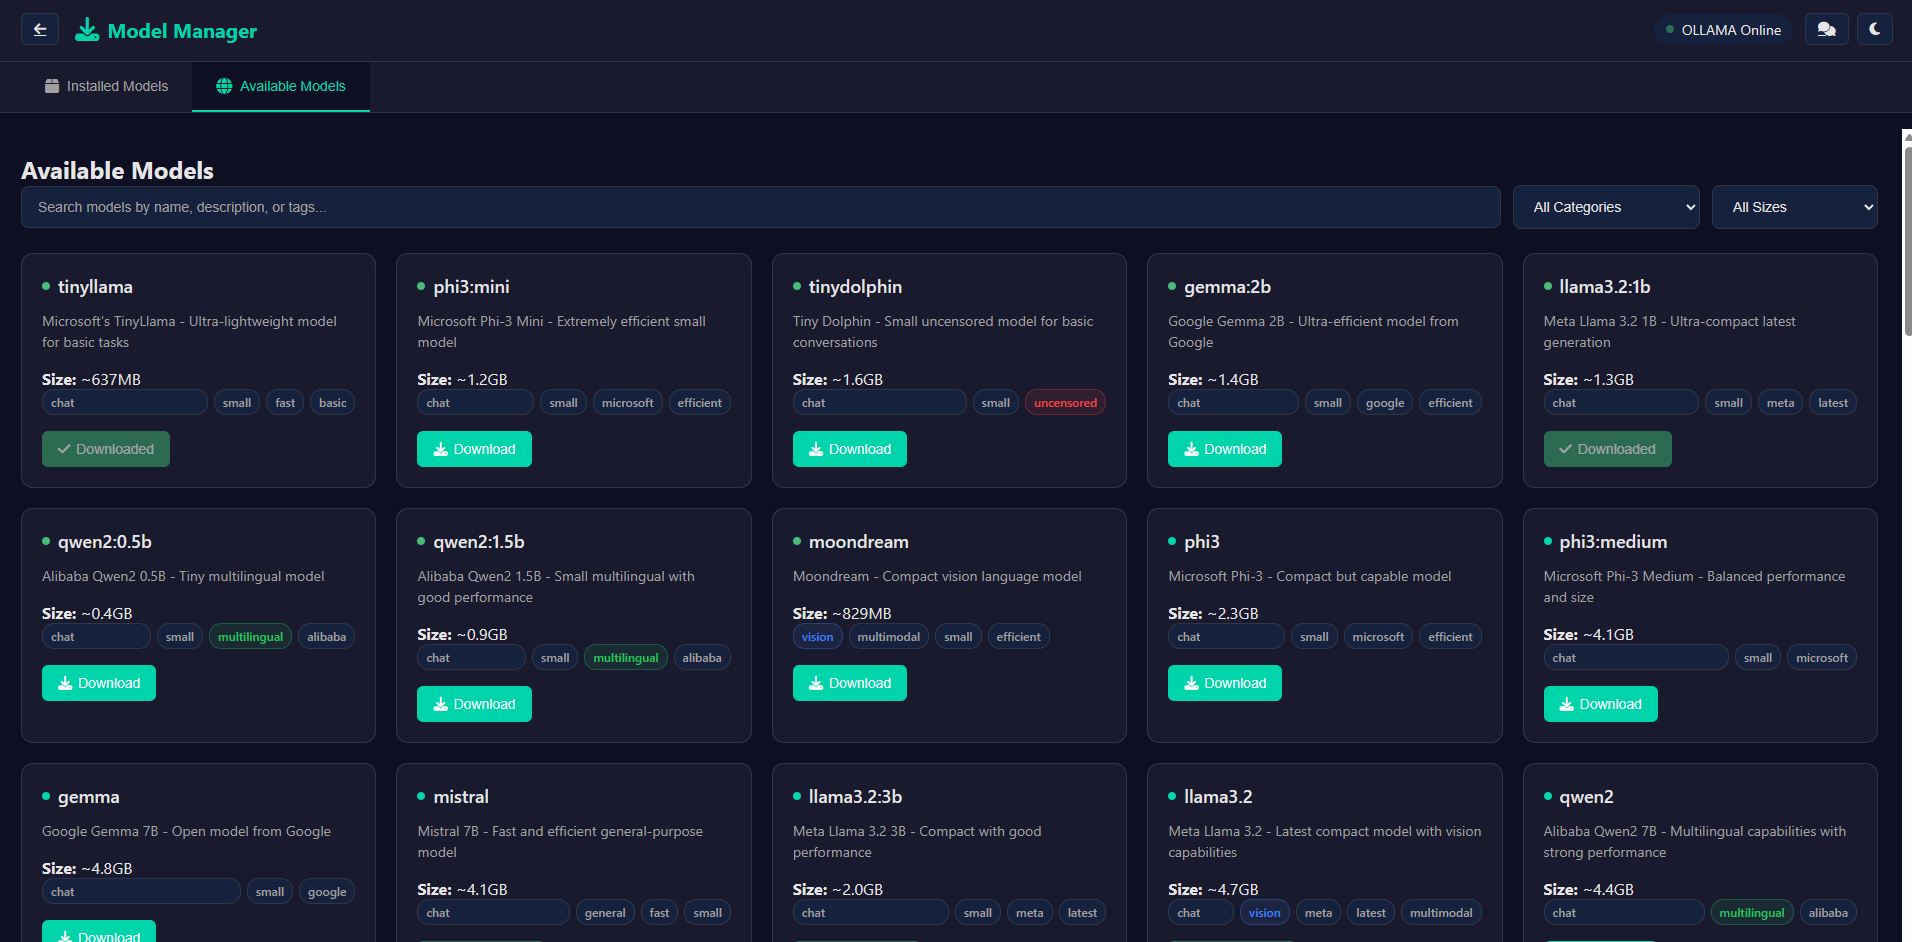 Model Manager
OLLAMA Online
Installed Models
Available Models
Available Models
Search models by name, description, or tags...
All Categories
All Sizes
tinyllama
Microsoft's TinyLlama - Ultra-lightweight model
for basic tasks
Size: ~637MB
chat small fast basic
Downloaded
phi3:mini
Microsoft Phi-3 Mini - Extremely efficient small
model
Size: ~1.2GB
chat small microsoft efficient
Download
tinydolphin
Tiny Dolphin - Small uncensored model for basic
conversations
Size: ~1.6GB
chat small uncensored
Download
gemma:2b
Google Gemma 2B - Ultra-efficient model from
Google
Size: ~1.4GB
chat small google efficient
Download
llama3.2:1b
Meta Llama 3.2 1B - Ultra-compact latest
generation
Size: ~1.3GB
chat small meta latest
Downloaded
qwen2:0.5b
Alibaba Qwen2 0.5B - Tiny multilingual model
Size: ~0.4GB
chat small multilingual alibaba
Download
qwen2:1.5b
Alibaba Qwen2 1.5B - Small multilingual with
good performance
Size: ~0.9GB
chat small multilingual alibaba
Download
moondream
Moondream - Compact vision language model
Size: ~829MB
vision multimodal small efficient
Download
phi3
Microsoft Phi-3 - Compact but capable model
Size: ~2.3GB
chat small microsoft efficient
Download
phi3:medium
Microsoft Phi-3 Medium - Balanced performance
and size
Size: ~4.1GB
chat small microsoft
Download
gemma
Google Gemma 7B - Open model from Google
Size: ~4.8GB
chat small google
Download
mistral
Mistral 7B - Fast and efficient general-purpose
model
Size: ~4.1GB
chat general fast small
llama3.2:3b
Meta Llama 3.2 3B - Compact with good
performance
Size: ~2.0GB
chat small meta latest
llama3.2
Meta Llama 3.2 - Latest compact model with vision
capabilities
Size: ~4.7GB
chat vision meta latest multimodal
qwen2
Alibaba Qwen2 7B - Multilingual capabilities with
strong performance
Size: ~4.4GB
chat multilingual alibaba